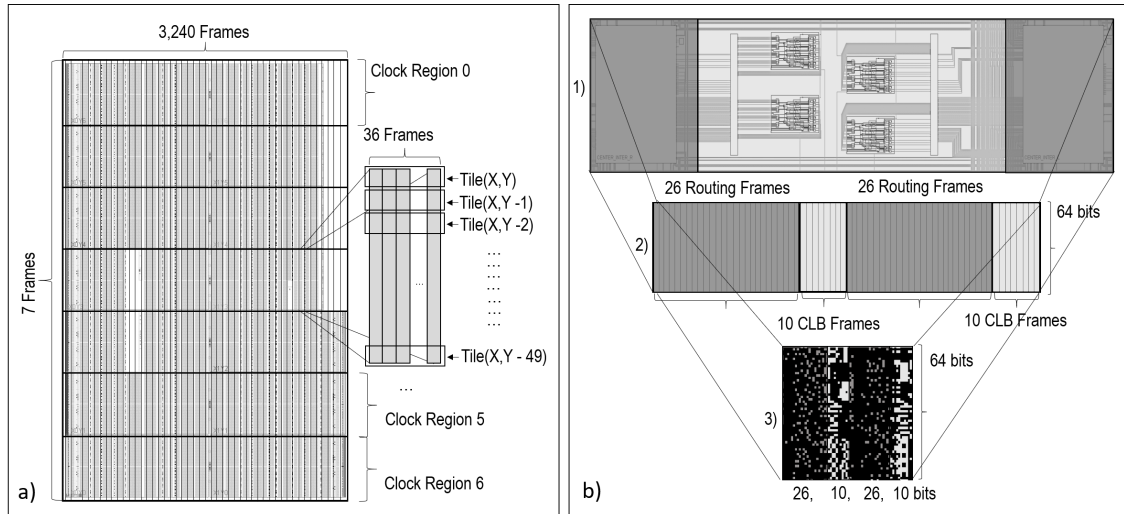 3,240 Frames
Clock Region 0
7 Frames
36 Frames
Tile(X,Y)
Tile(X,Y -1)
Tile(X,Y -2)
...
...
...
...
...
...
...
...
Tile(X,Y - 49)
...
Clock Region 5
Clock Region 6
a)
1)
26 Routing Frames
26 Routing Frames
64 bits
2)
10 CLB Frames
10 CLB Frames
64 bits
3)
26, 10, 26, 10 bits
b)